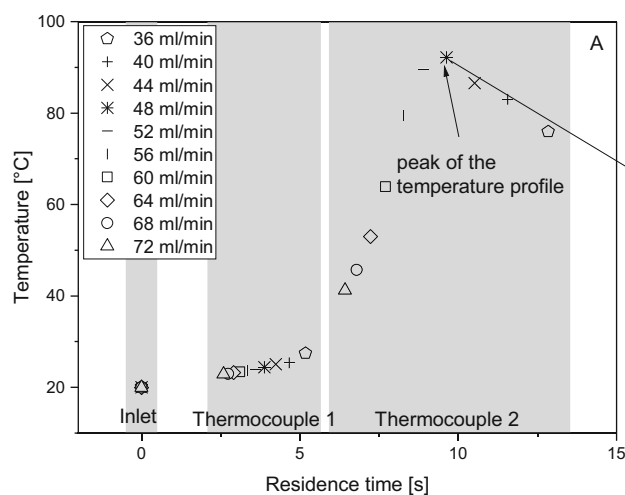 100
80
60
40
20
Temperature [°C]
36 ml/min
40 ml/min
44 ml/min
48 ml/min
52 ml/min
56 ml/min
60 ml/min
64 ml/min
68 ml/min
72 ml/min
A
peak of the
temperature profile
Inlet
Thermocouple 1
Thermocouple 2
0
5
10
15
Residence time [s]